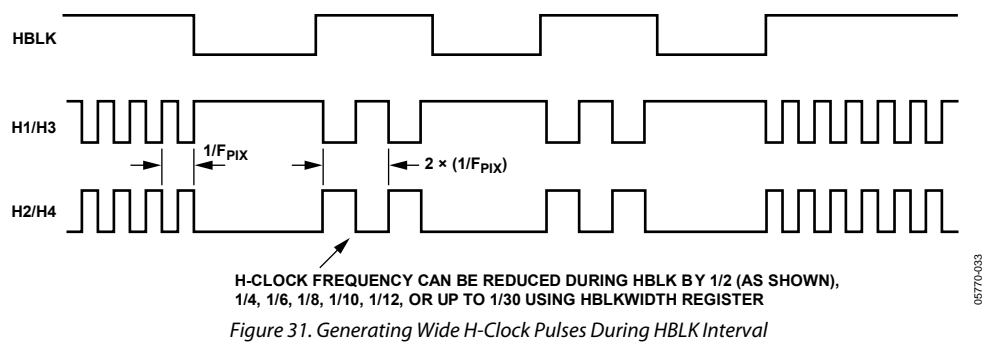 HBLK
H1/H3
1/FPIX
2 × (1/FPIX)
H2/H4
H-CLOCK FREQUENCY CAN BE REDUCED DURING HBLK BY 1/2 (AS SHOWN),
1/4, 1/6, 1/8, 1/10, 1/12, OR UP TO 1/30 USING HBLKWIDTH REGISTER
05770-033
Figure 31. Generating Wide H-Clock Pulses During HBLK Interval